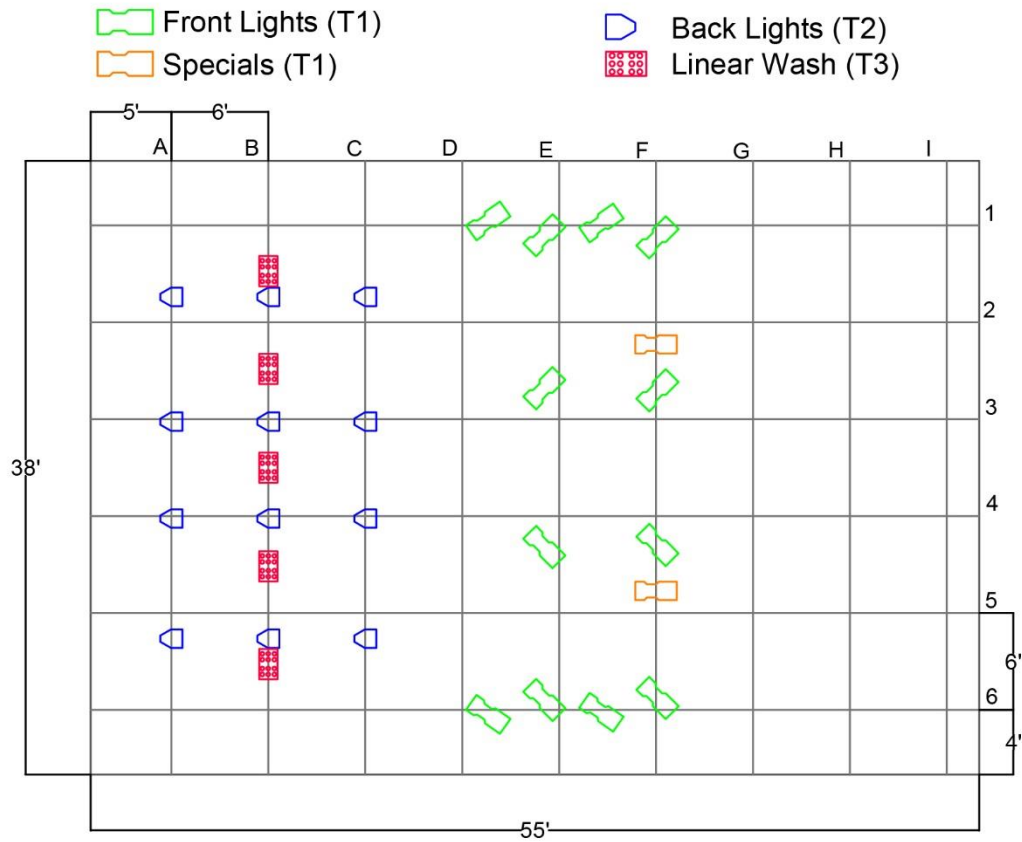 Front Lights (T1)
Back Lights (T2)
Specials (T1)
Linear Wash (T3)
5' 6'
A B C D E F G H I
1
2
3
38'
4
5
6'
6
4'
55'